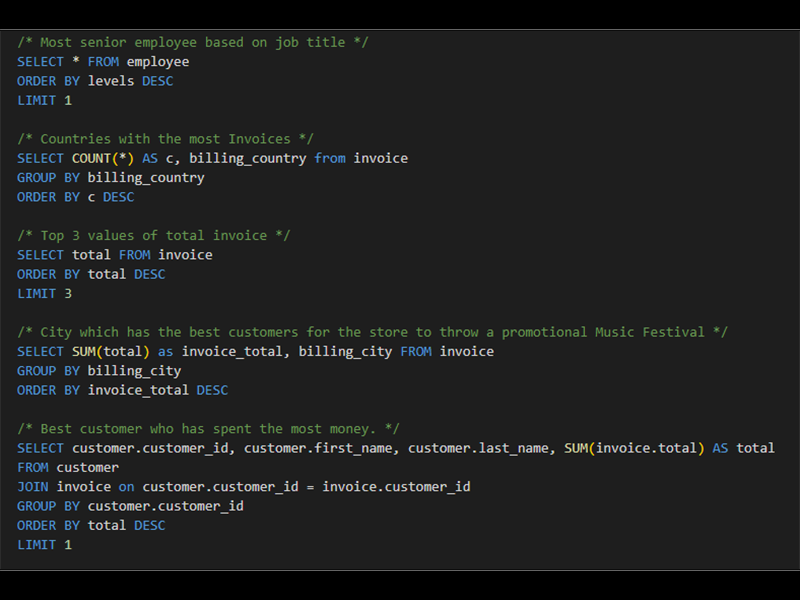 /* Most senior employee based on job title */
SELECT * FROM employee
ORDER BY levels DESC
LIMIT 1
/* Countries with the most Invoices */
SELECT COUNT(*) AS c, billing_country from invoice
GROUP BY billing_country
ORDER BY c DESC
/* Top 3 values of total invoice */
SELECT total FROM invoice
ORDER BY total DESC
LIMIT 3
/* City which has the best customers for the store to throw a promotional Music Festival */
SELECT SUM(total) as invoice_total, billing_city FROM invoice
GROUP BY billing_city
ORDER BY invoice_total DESC
/* Best customer who has spent the most money. */
SELECT customer.customer_id, customer.first_name, customer.last_name, SUM(invoice.total) AS total
FROM customer
JOIN invoice on customer.customer_id = invoice.customer_id
GROUP BY customer.customer_id
ORDER BY total DESC
LIMIT 1